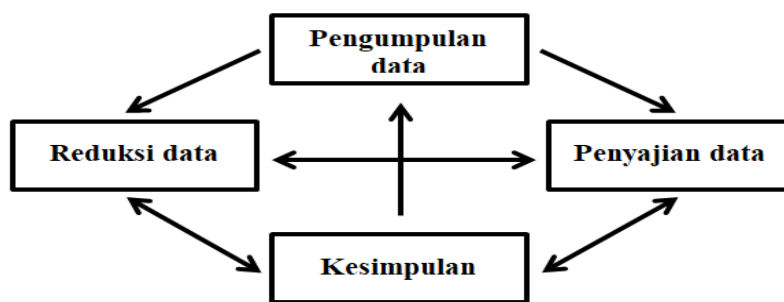 Pengumpulan
data
Reduksi data
Penyajian data
Kesimpulan